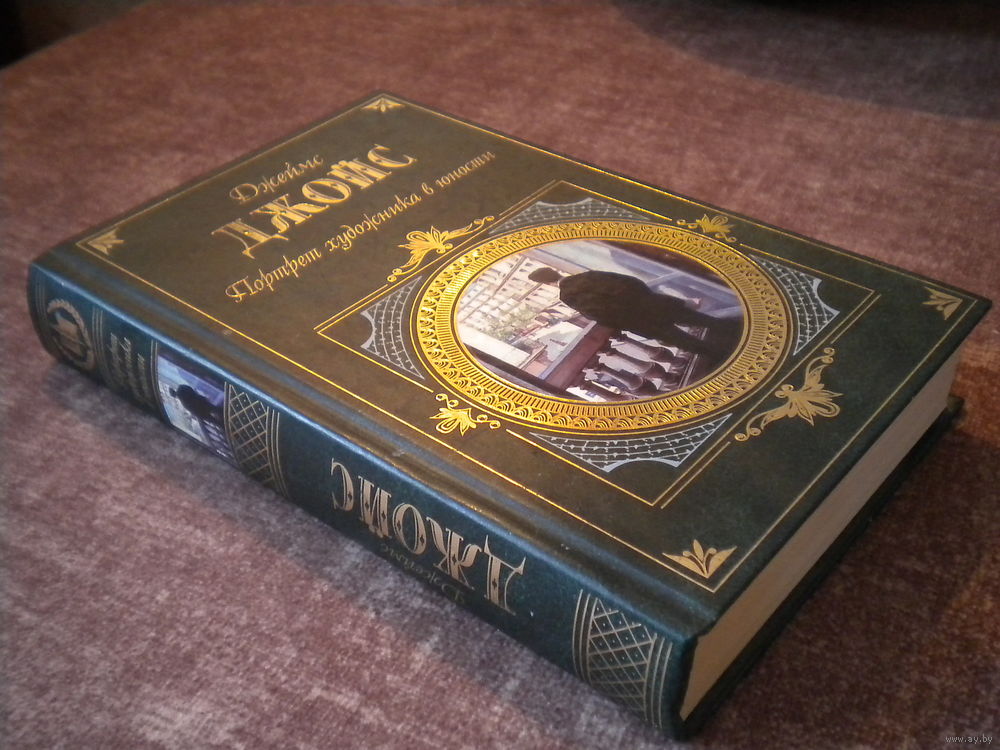 Джеймс
ДЖОЙС
Портрет художника в юности
Джеймс
ДЖОЙС
www.ay.by